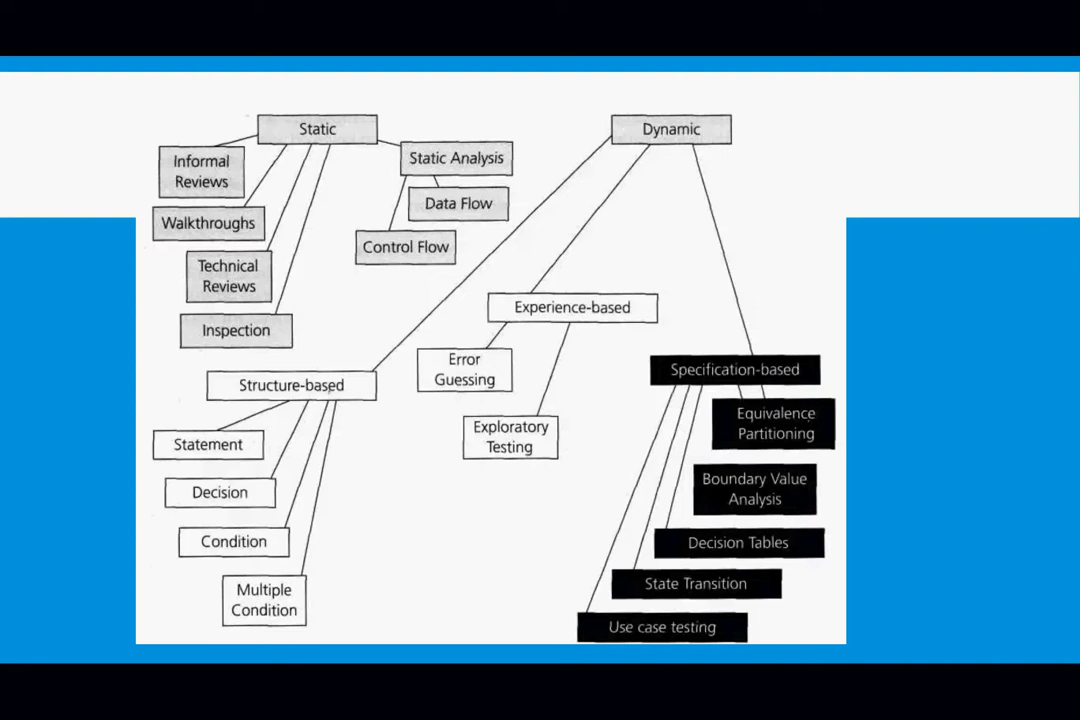 Static
Dynamic
Informal
Reviews
Static Analysis
Data Flow
Walkthroughs
Control Flow
Technical
Reviews
Inspection
Experience-based
Error
Guessing
Exploratory
Testing
Structure-based
Statement
Decision
Condition
Multiple
Condition
Specification-based
Equivalence
Partitioning
Boundary Value
Analysis
Decision Tables
State Transition
Use case testing